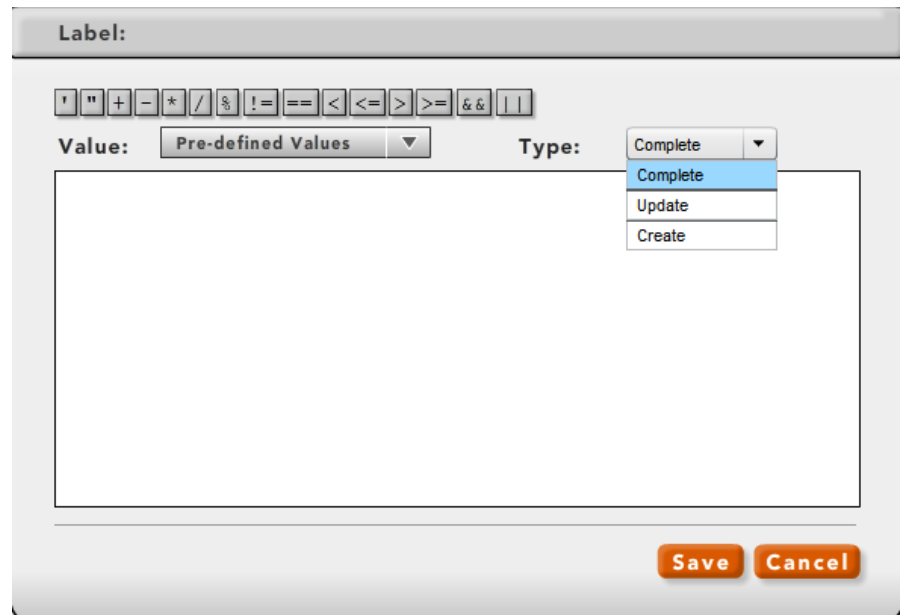 Label:
' " + - * / % != == < <= > >= && ||
Value: Pre-defined Values Type: Complete
Complete
Update
Create
Save Cancel